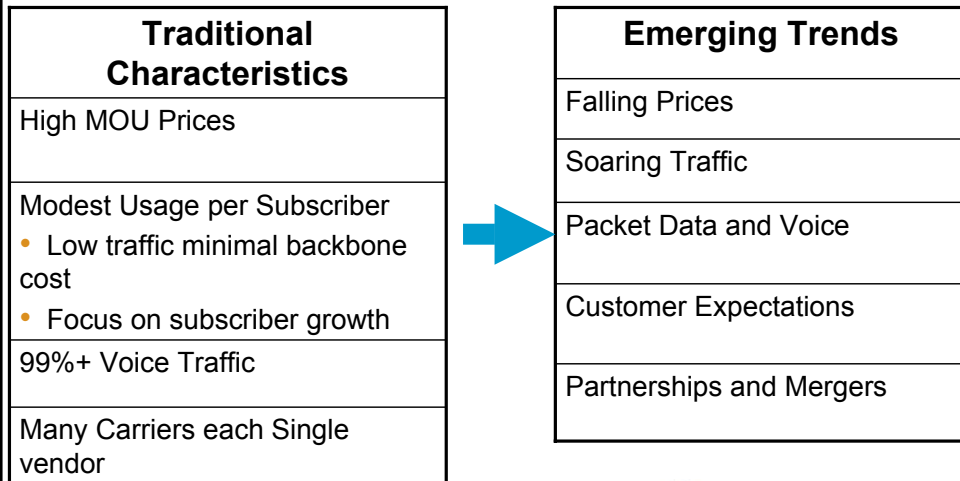 Traditional
Characteristics
High MOU Prices
Modest Usage per Subscriber
• Low traffic minimal backbone
cost
• Focus on subscriber growth
99%+ Voice Traffic
Many Carriers each Single
vendor
Emerging Trends
Falling Prices
Soaring Traffic
Packet Data and Voice
Customer Expectations
Partnerships and Mergers